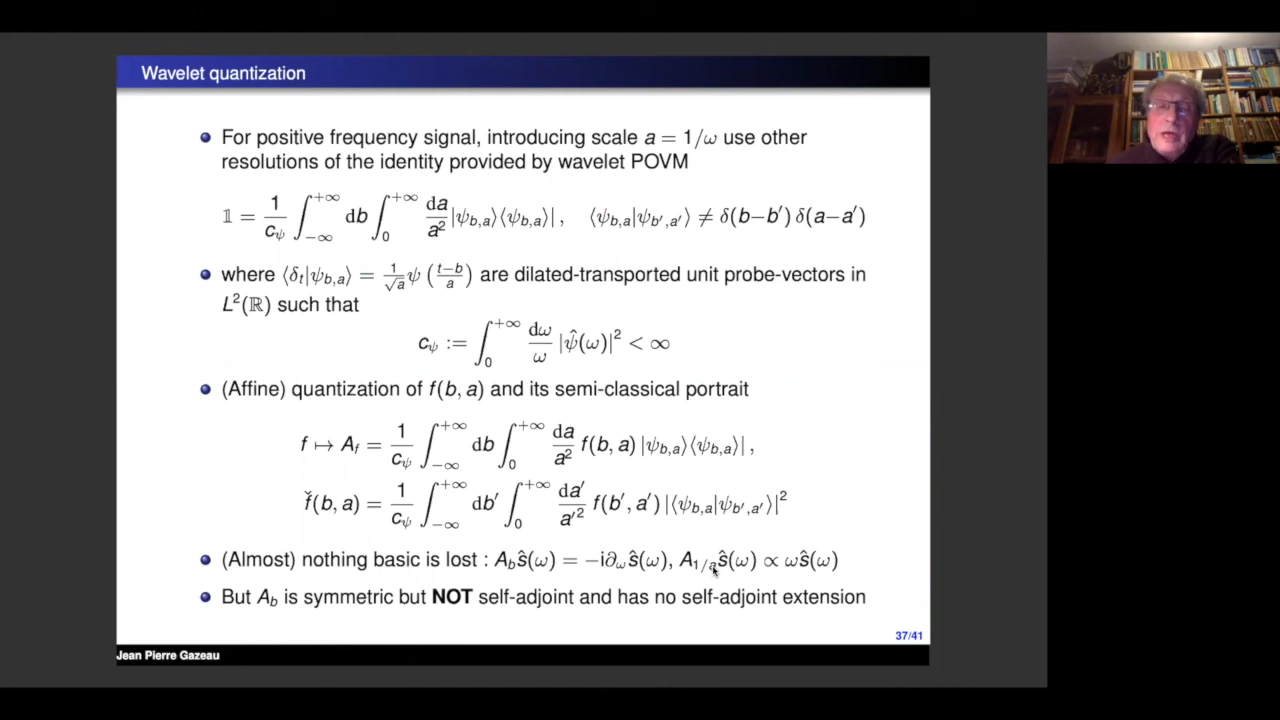 Wavelet quantization
For positive frequency signal, introducing scale a = 1/ω use other
resolutions of the identity provided by wavelet POVM
𝟙 = 1/c_ψ ∫_{−∞}^{+∞} db ∫_0^{+∞} da/a² |ψ_{b,a}⟩⟨ψ_{b,a}| , ⟨ψ_{b,a}|ψ_{b′,a′}⟩ ≠ δ(b−b′) δ(a−a′)
where ⟨δ_t|ψ_{b,a}⟩ = 1/√a ψ((t−b)/a) are dilated-transported unit probe-vectors in
L²(ℝ) such that
c_ψ := ∫_0^{+∞} dω/ω |ψ̂(ω)|² < ∞
(Affine) quantization of f(b, a) and its semi-classical portrait
f ↦ A_f = 1/c_ψ ∫_{−∞}^{+∞} db ∫_0^{+∞} da/a² f(b, a) |ψ_{b,a}⟩⟨ψ_{b,a}| ,
f̌(b, a) = 1/c_ψ ∫_{−∞}^{+∞} db′ ∫_0^{+∞} da′/a′² f(b′, a′) |⟨ψ_{b,a}|ψ_{b′,a′}⟩|²
(Almost) nothing basic is lost : A_b ŝ(ω) = −i∂_ω ŝ(ω), A_{1/a} ŝ(ω) ∝ ωŝ(ω)
But A_b is symmetric but NOT self-adjoint and has no self-adjoint extension
37/41
Jean Pierre Gazeau